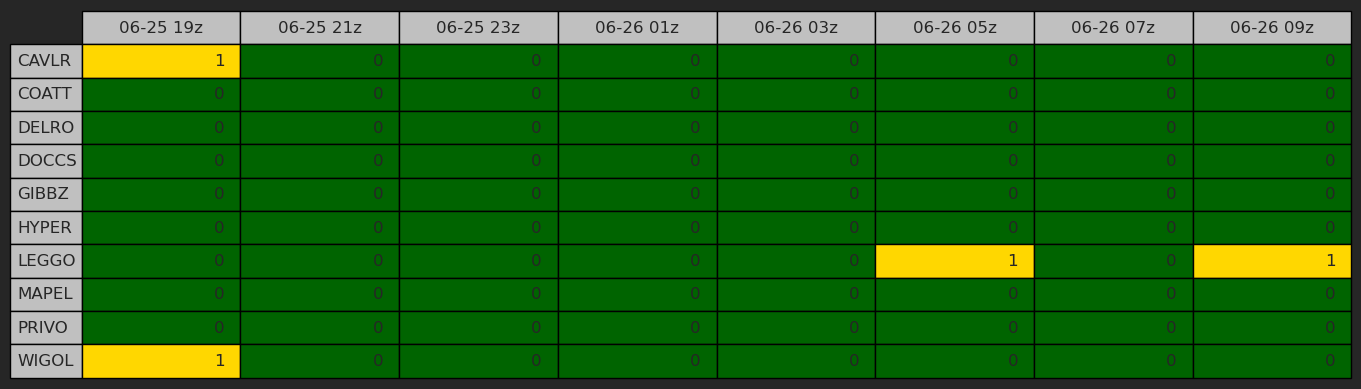 06-25 19z 06-25 21z 06-25 23z 06-26 01z 06-26 03z 06-26 05z 06-26 07z 06-26 09z
CAVLR 1 0 0 0 0 0 0 0
COATT 0 0 0 0 0 0 0 0
DELRO 0 0 0 0 0 0 0 0
DOCCS 0 0 0 0 0 0 0 0
GIBBZ 0 0 0 0 0 0 0 0
HYPER 0 0 0 0 0 0 0 0
LEGGO 0 0 0 0 0 1 0 1
MAPEL 0 0 0 0 0 0 0 0
PRIVO 0 0 0 0 0 0 0 0
WIGOL 1 0 0 0 0 0 0 0